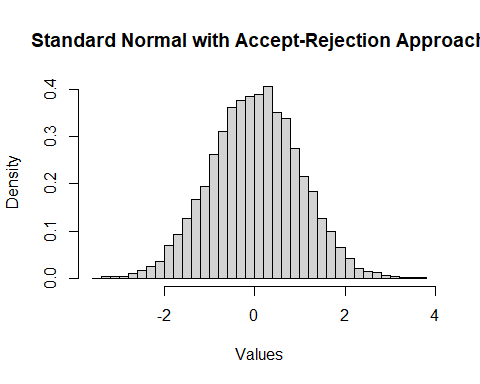 Standard Normal with Accept-Rejection Approach
Density
0.4
0.3
0.2
0.1
0.0
-2 0 2 4
Values